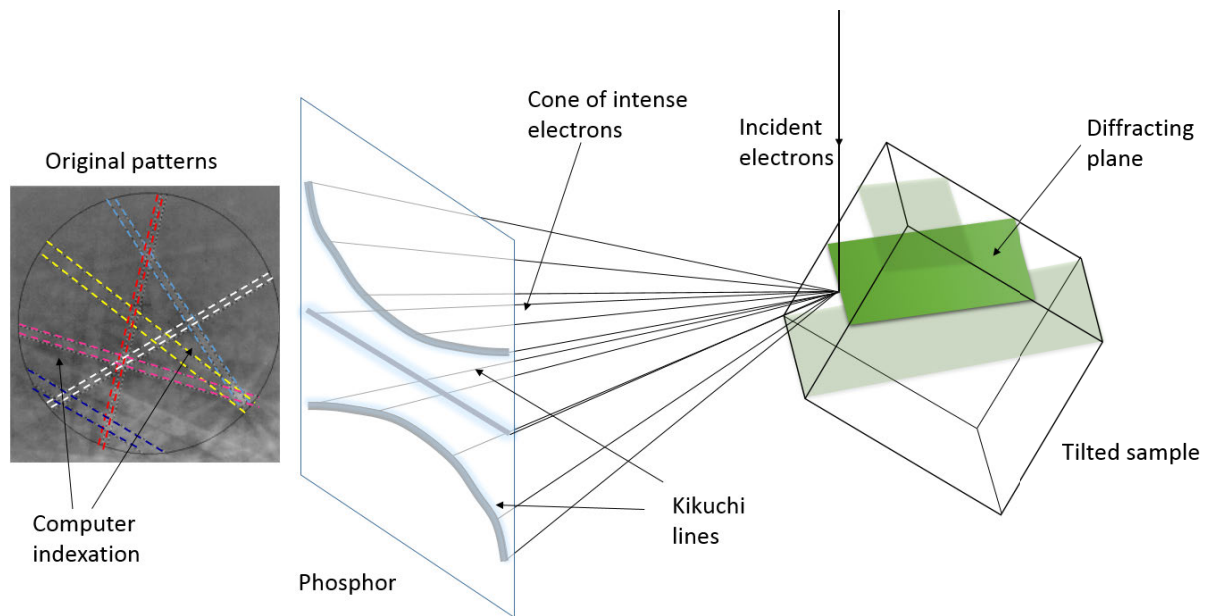 Original patterns
Computer
indexation
Phosphor
Cone of intense
electrons
Kikuchi
lines
Incident
electrons
Diffracting
plane
Tilted sample